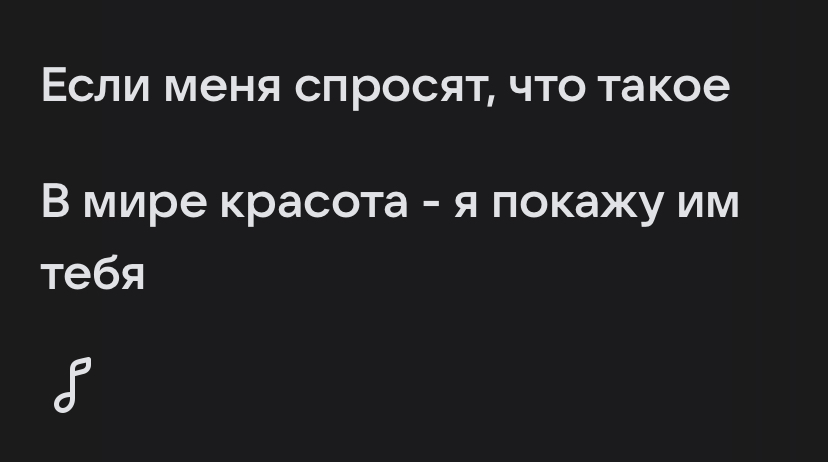 Если меня спросят, что такое
В мире красота - я покажу им
тебя